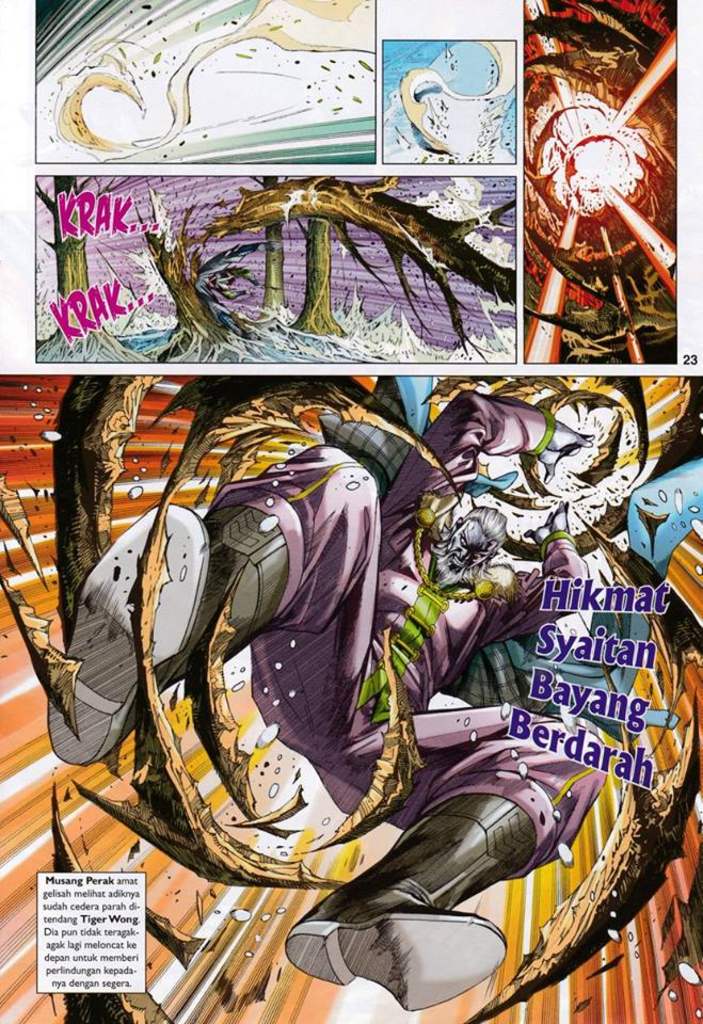 KRAK...
KRAK...
23
Hikmat
Syaitan
Bayang
Berdarah
Musang Perak amat
gelisah melihat adiknya
sudah cedera parah di-
tendang Tiger Wong.
Dia pun tidak teragak-
agak lagi meloncat ke
depan untuk memberi
perlindungan kepada-
nya dengan segera.